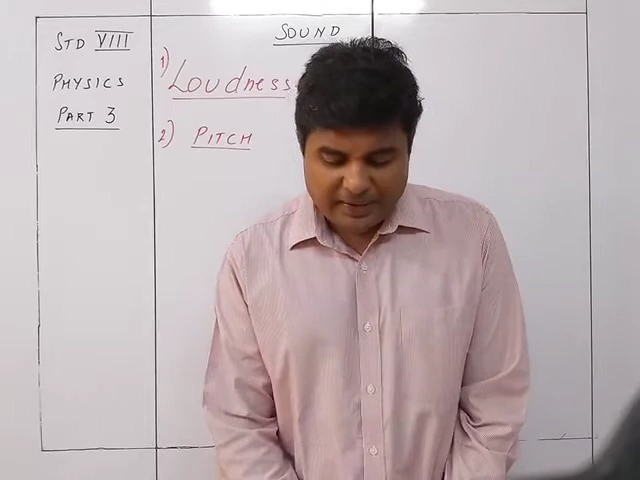 STD VIII
PHYSICS
PART 3
SOUND
1) Loudness
2) PITCH